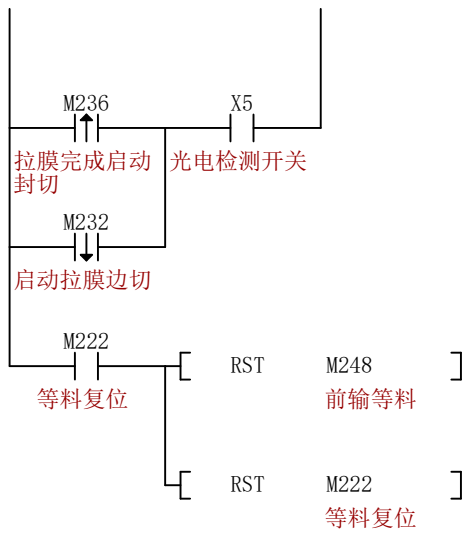 M236 X5
拉膜完成启动 光电检测开关
封切
M232
启动拉膜边切
M222
RST M248
等料复位 前输等料
RST M222
等料复位